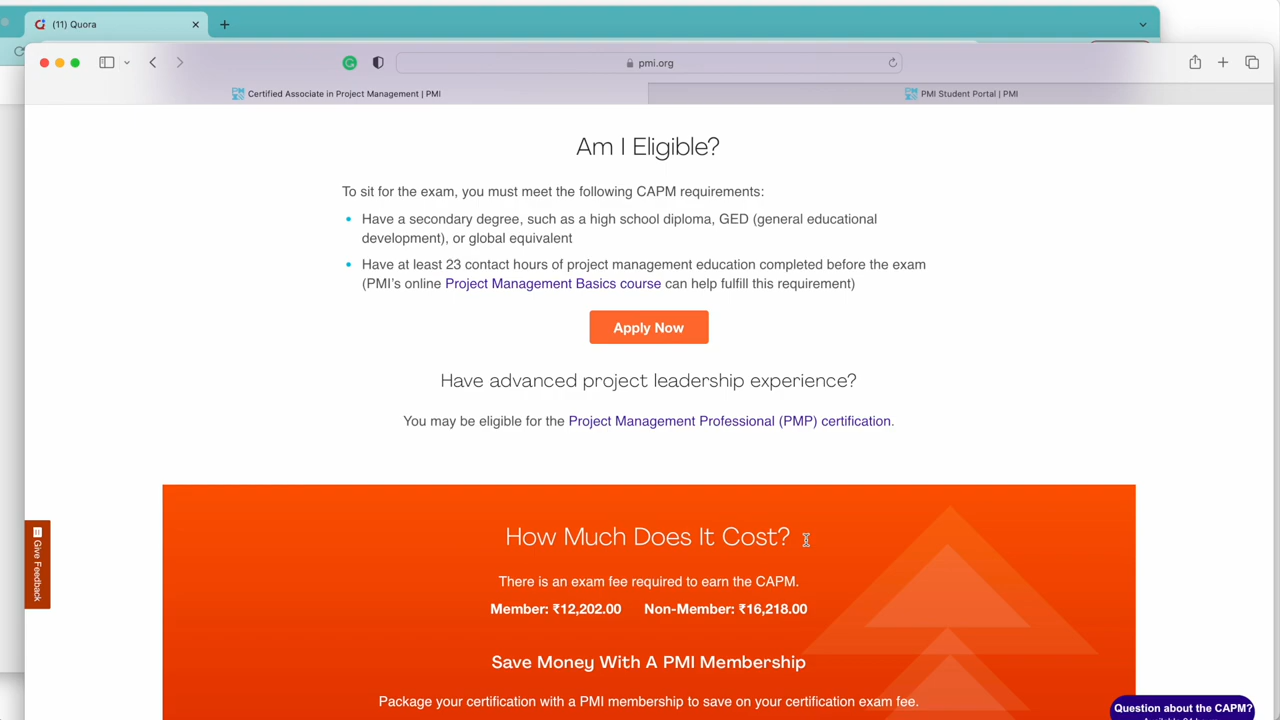 (11) Quora
pmi.org
Certified Associate in Project Management | PMI
PMI Student Portal | PMI
Am I Eligible?
To sit for the exam, you must meet the following CAPM requirements:
• Have a secondary degree, such as a high school diploma, GED (general educational
development), or global equivalent
• Have at least 23 contact hours of project management education completed before the exam
(PMI's online Project Management Basics course can help fulfill this requirement)
Apply Now
Have advanced project leadership experience?
You may be eligible for the Project Management Professional (PMP) certification.
Give Feedback
How Much Does It Cost?
There is an exam fee required to earn the CAPM.
Member: ₹12,202.00 Non-Member: ₹16,218.00
Save Money With A PMI Membership
Package your certification with a PMI membership to save on your certification exam fee.
Question about the CAPM?